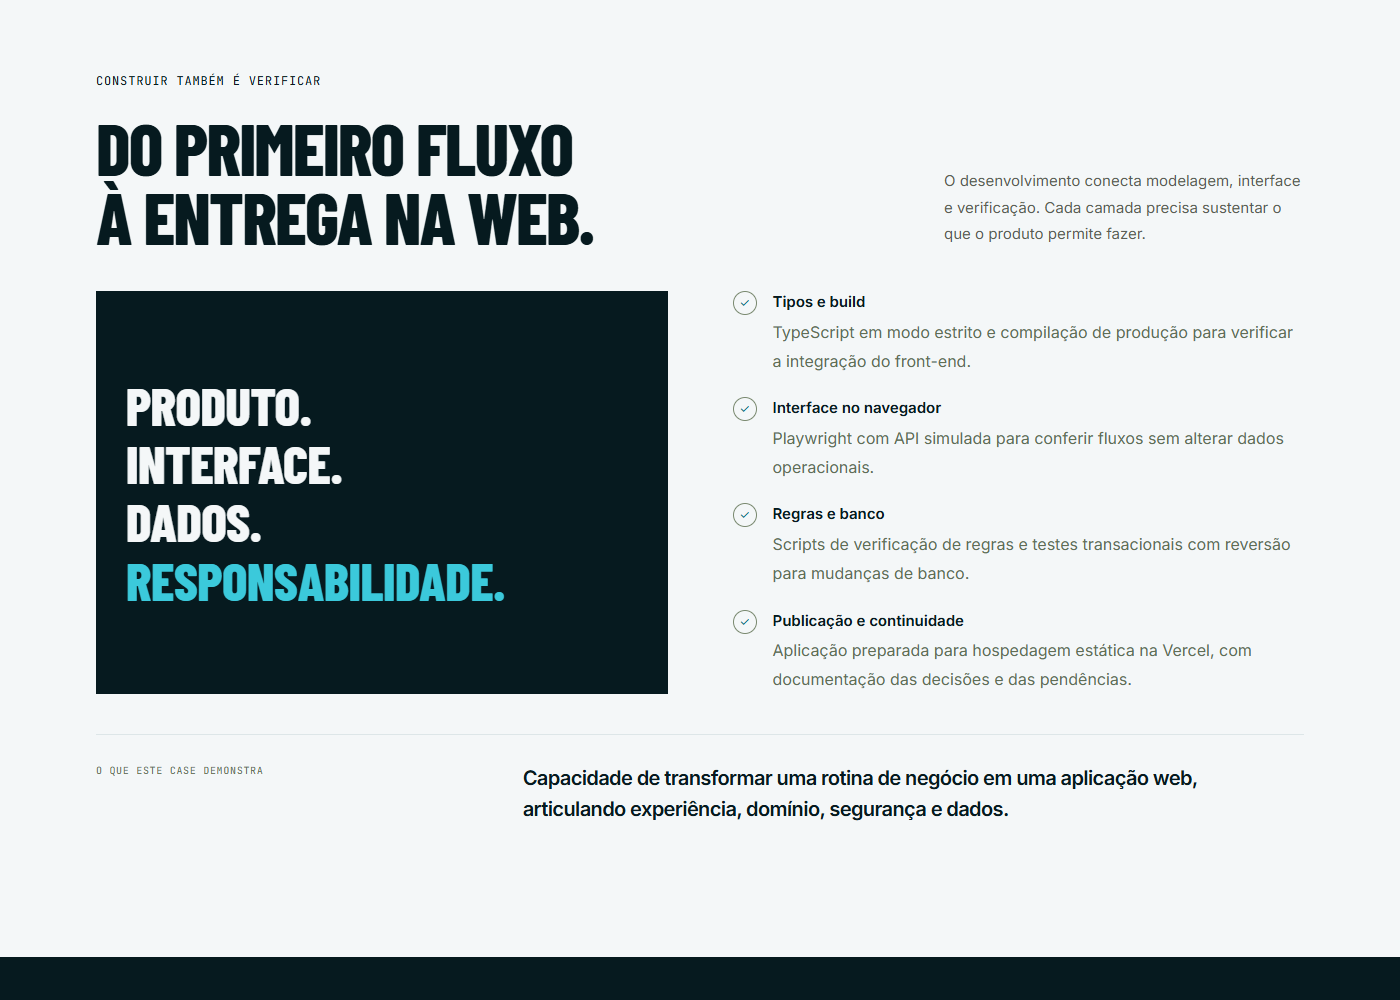 CONSTRUIR TAMBÉM É VERIFICAR
DO PRIMEIRO FLUXO
À ENTREGA NA WEB.
O desenvolvimento conecta modelagem, interface
e verificação. Cada camada precisa sustentar o
que o produto permite fazer.
PRODUTO.
INTERFACE.
DADOS.
RESPONSABILIDADE.
Tipos e build
TypeScript em modo estrito e compilação de produção para verificar
a integração do front-end.
Interface no navegador
Playwright com API simulada para conferir fluxos sem alterar dados
operacionais.
Regras e banco
Scripts de verificação de regras e testes transacionais com reversão
para mudanças de banco.
Publicação e continuidade
Aplicação preparada para hospedagem estática na Vercel, com
documentação das decisões e das pendências.
O QUE ESTE CASE DEMONSTRA
Capacidade de transformar uma rotina de negócio em uma aplicação web,
articulando experiência, domínio, segurança e dados.